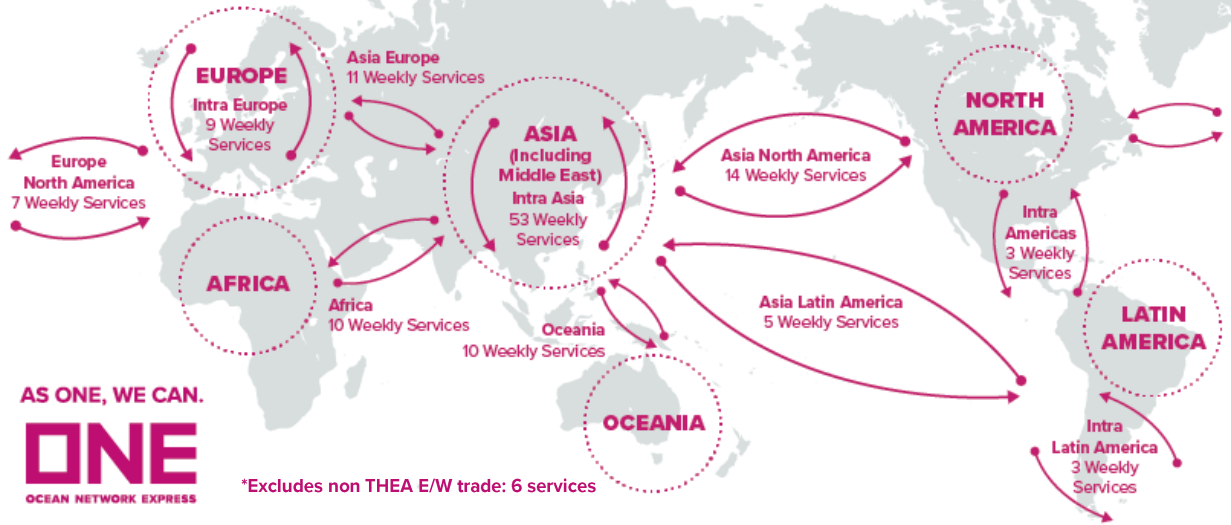 EUROPE
Intra Europe
9 Weekly
Services
Asia Europe
11 Weekly Services
ASIA
(Including
Middle East)
Intra Asia
53 Weekly
Services
NORTH
AMERICA
Europe
North America
7 Weekly Services
Asia North America
14 Weekly Services
Intra
Americas
3 Weekly
Services
AFRICA
Africa
10 Weekly Services
Oceania
10 Weekly Services
Asia Latin America
5 Weekly Services
LATIN
AMERICA
OCEANIA
Intra
Latin America
3 Weekly
Services
AS ONE, WE CAN.
ONE
OCEAN NETWORK EXPRESS
*Excludes non THEA E/W trade: 6 services